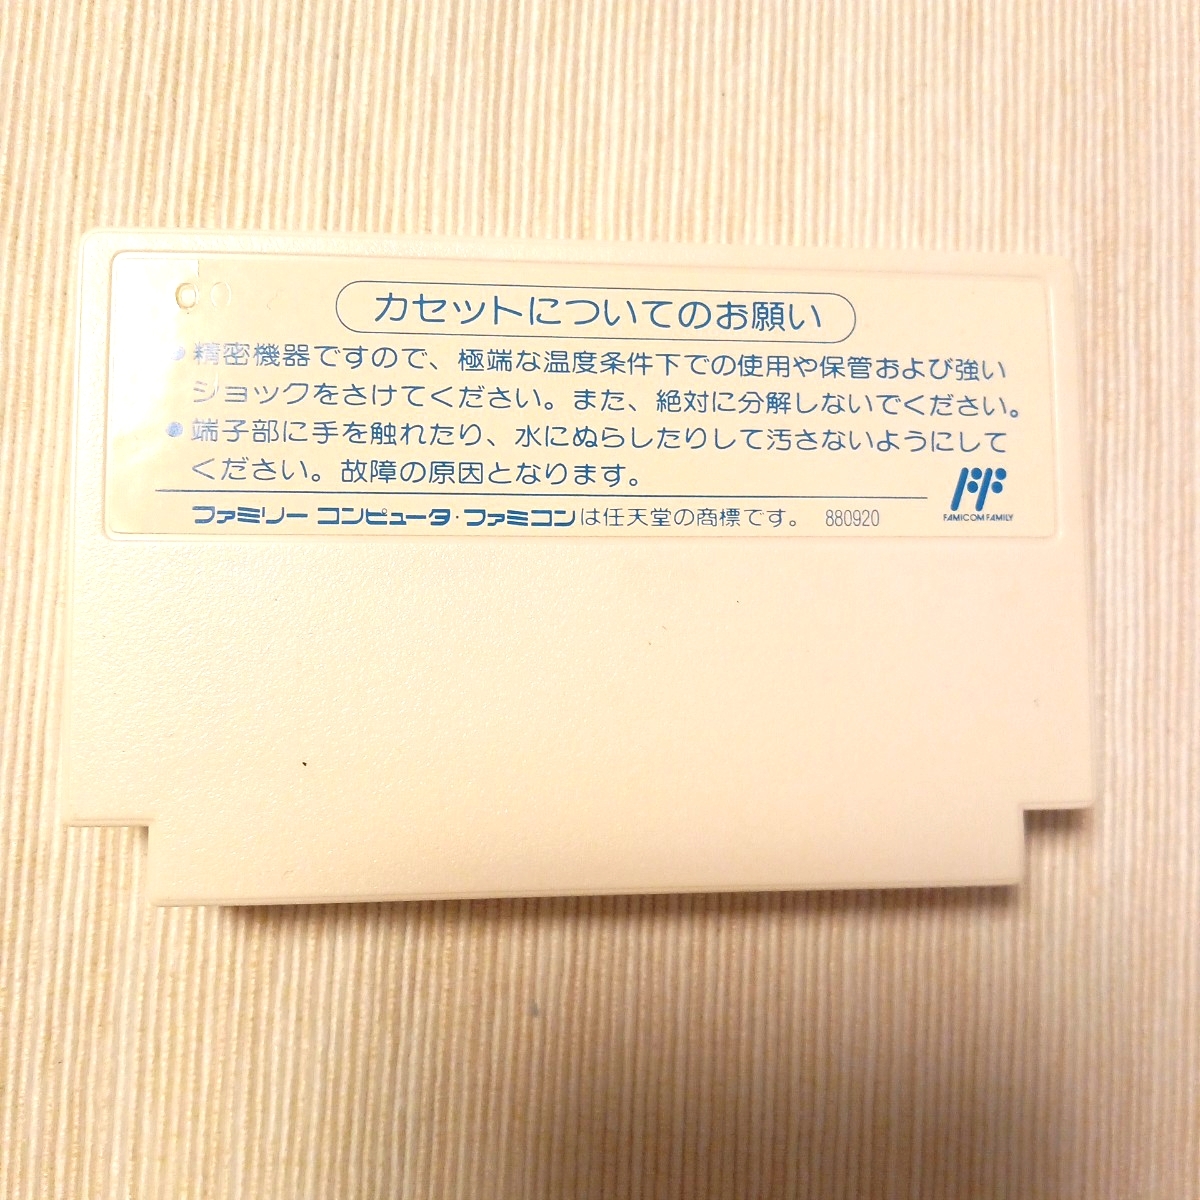 カセットについてのお願い
●精密機器ですので、極端な温度条件下での使用や保管および強い
ショックをさけてください。また、絶対に分解しないでください。
●端子部に手を触れたり、水にぬらしたりして汚さないようにして
ください。故障の原因となります。
ファミリーコンピュータ・ファミコンは任天堂の商標です。 880920
FAMICOM FAMILY